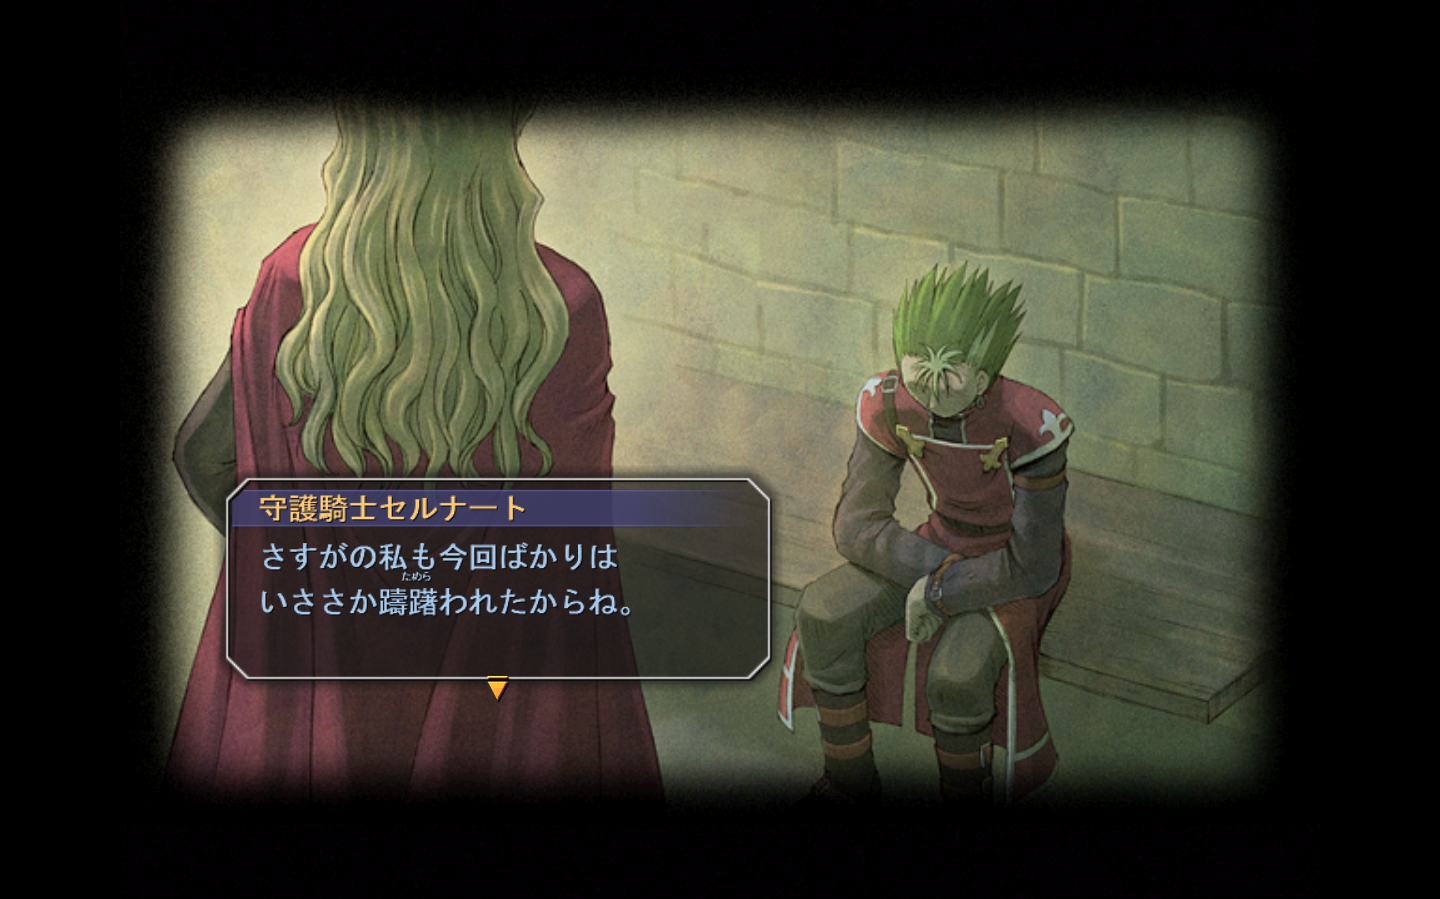 守護騎士セルナート
さすがの私も今回ばかりは
ためら
いささか躊躇われたからね。